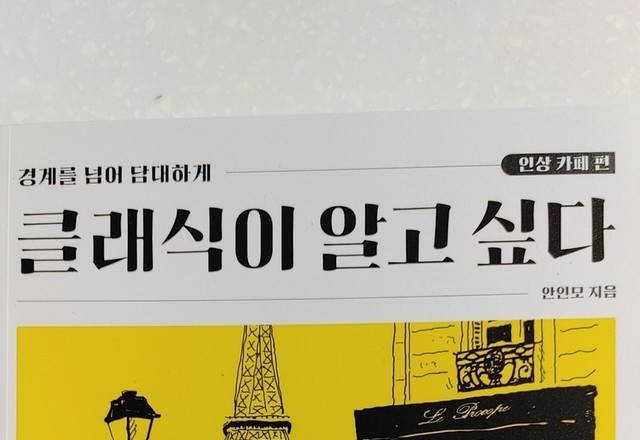 경계를 넘어 담대하게
인상 카페 편
클래식이 알고 싶다
안인모 지음
Le Procope